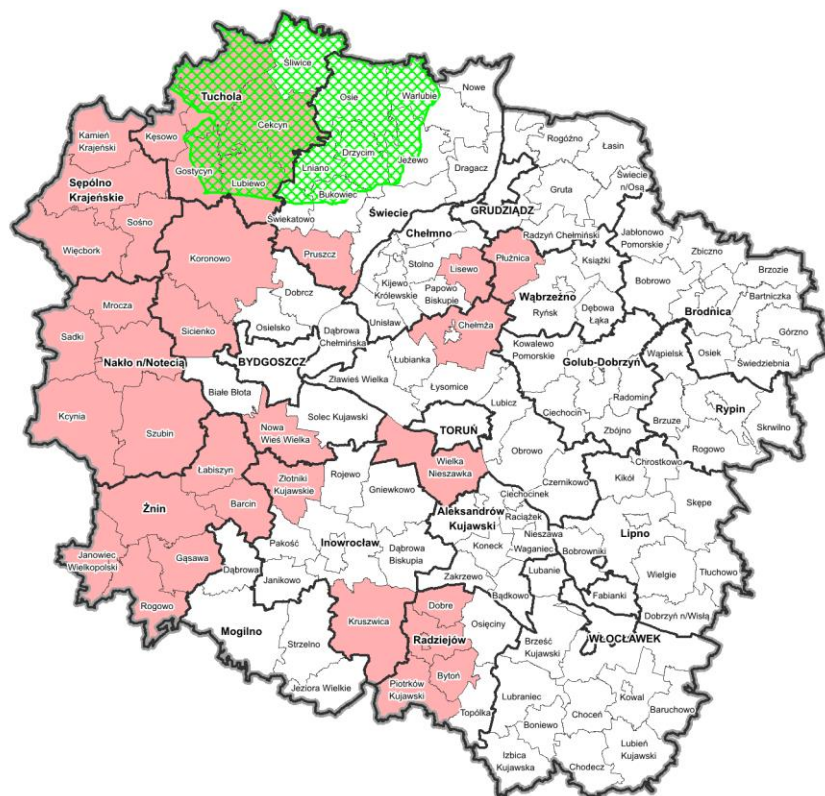 Śliwice
Nowe
Tuchola
Osie
Warlubie
Cekcyn
Kamień
Krajeński
Kęsowo
Rogóźno
Łasin
Drzycim
Jeżewo
Gostycyn
Lniano
Dragacz
Sępólno
Krajeńskie
Lubiewo
Bukowiec
Gruta
Świecie
n/Osą
Sośno
Świekatowo
Świecie
GRUDZIĄDZ
Chełmno
Radzyń Chełmiński
Jabłonowo
Pomorskie
Zbiczno
Więcbork
Koronowo
Pruszcz
Stolno
Lisewo
Płużnica
Książki
Brzozie
Kijewo
Królewskie
Papowo
Biskupie
Wąbrzeźno
Bobrowo
Bartniczka
Mrocza
Dobrcz
Ryńsk
Dębowa
Łąka
Brodnica
Sadki
Sicienko
Osielsko
Unisław
Chełmża
Górzno
Dąbrowa
Chełmińska
Kowalewo
Pomorskie
Wąpielsk
Osiek
Świedziebnia
Nakło n/Notecią
BYDGOSZCZ
Łubianka
Golub-Dobrzyń
Zławieś Wielka
Łysomice
Radomin
Białe Błota
Lubicz
Ciechocin
Brzuze
Rypin
Kcynia
Solec Kujawski
Skrwilno
Szubin
Nowa
Wieś Wielka
TORUŃ
Zbójno
Rogowo
Obrowo
Łabiszyn
Wielka
Nieszawka
Chrostkowo
Złotniki
Kujawskie
Rojewo
Kikół
Gniewkowo
Czernikowo
Barcin
Ciechocinek
Skępe
Żnin
Aleksandrów
Kujawski
Raciążek
Lipno
Pakość
Inowrocław
Nieszawa
Janowiec
Wielkopolski
Gąsawa
Dąbrowa
Dąbrowa
Biskupia
Koneck
Waganiec
Bobrowniki
Janikowo
Lubanie
Wielgie
Tłuchowo
Zakrzewo
Rogowo
Bądkowo
Fabianki
Dobre
Dobrzyń n/Wisłą
Kruszwica
Osięciny
Mogilno
Radziejów
Brześć
Kujawski
WŁOCŁAWEK
Strzelno
Bytoń
Piotrków
Kujawski
Jeziora Wielkie
Lubraniec
Kowal
Choceń
Baruchowo
Topólka
Boniewo
Izbica
Kujawska
Lubień
Kujawski
Chodecz